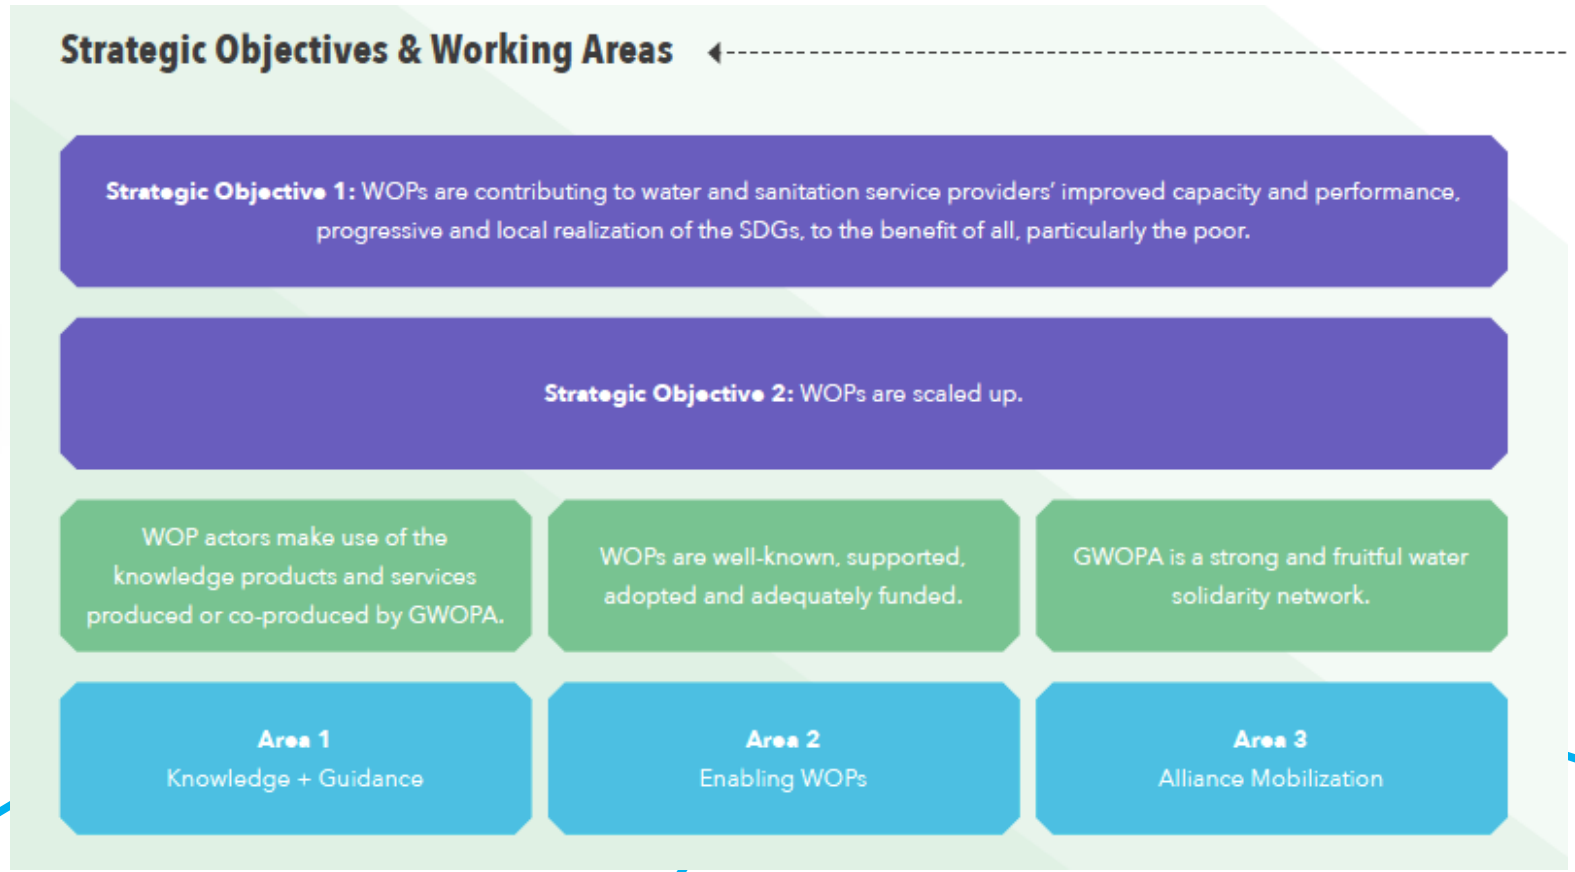 Strategic Objectives & Working Areas
Strategic Objective 1: WOPs are contributing to water and sanitation service providers’ improved capacity and performance,
progressive and local realization of the SDGs, to the benefit of all, particularly the poor.
Strategic Objective 2: WOPs are scaled up.
WOP actors make use of the
knowledge products and services
produced or co-produced by GWOPA.
WOPs are well-known, supported,
adopted and adequately funded.
GWOPA is a strong and fruitful water
solidarity network.
Area 1
Knowledge + Guidance
Area 2
Enabling WOPs
Area 3
Alliance Mobilization